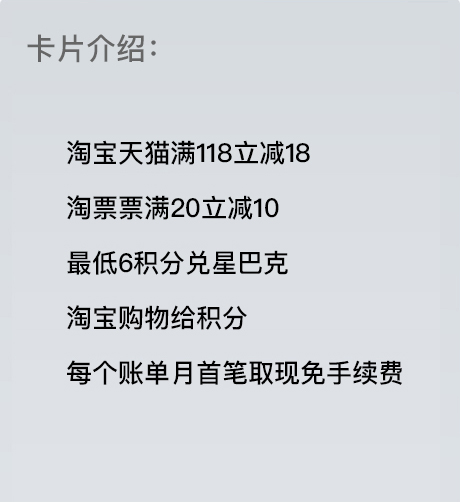 卡片介绍：
淘宝天猫满118立减18
淘票票满20立减10
最低6积分兑星巴克
淘宝购物给积分
每个账单月首笔取现免手续费